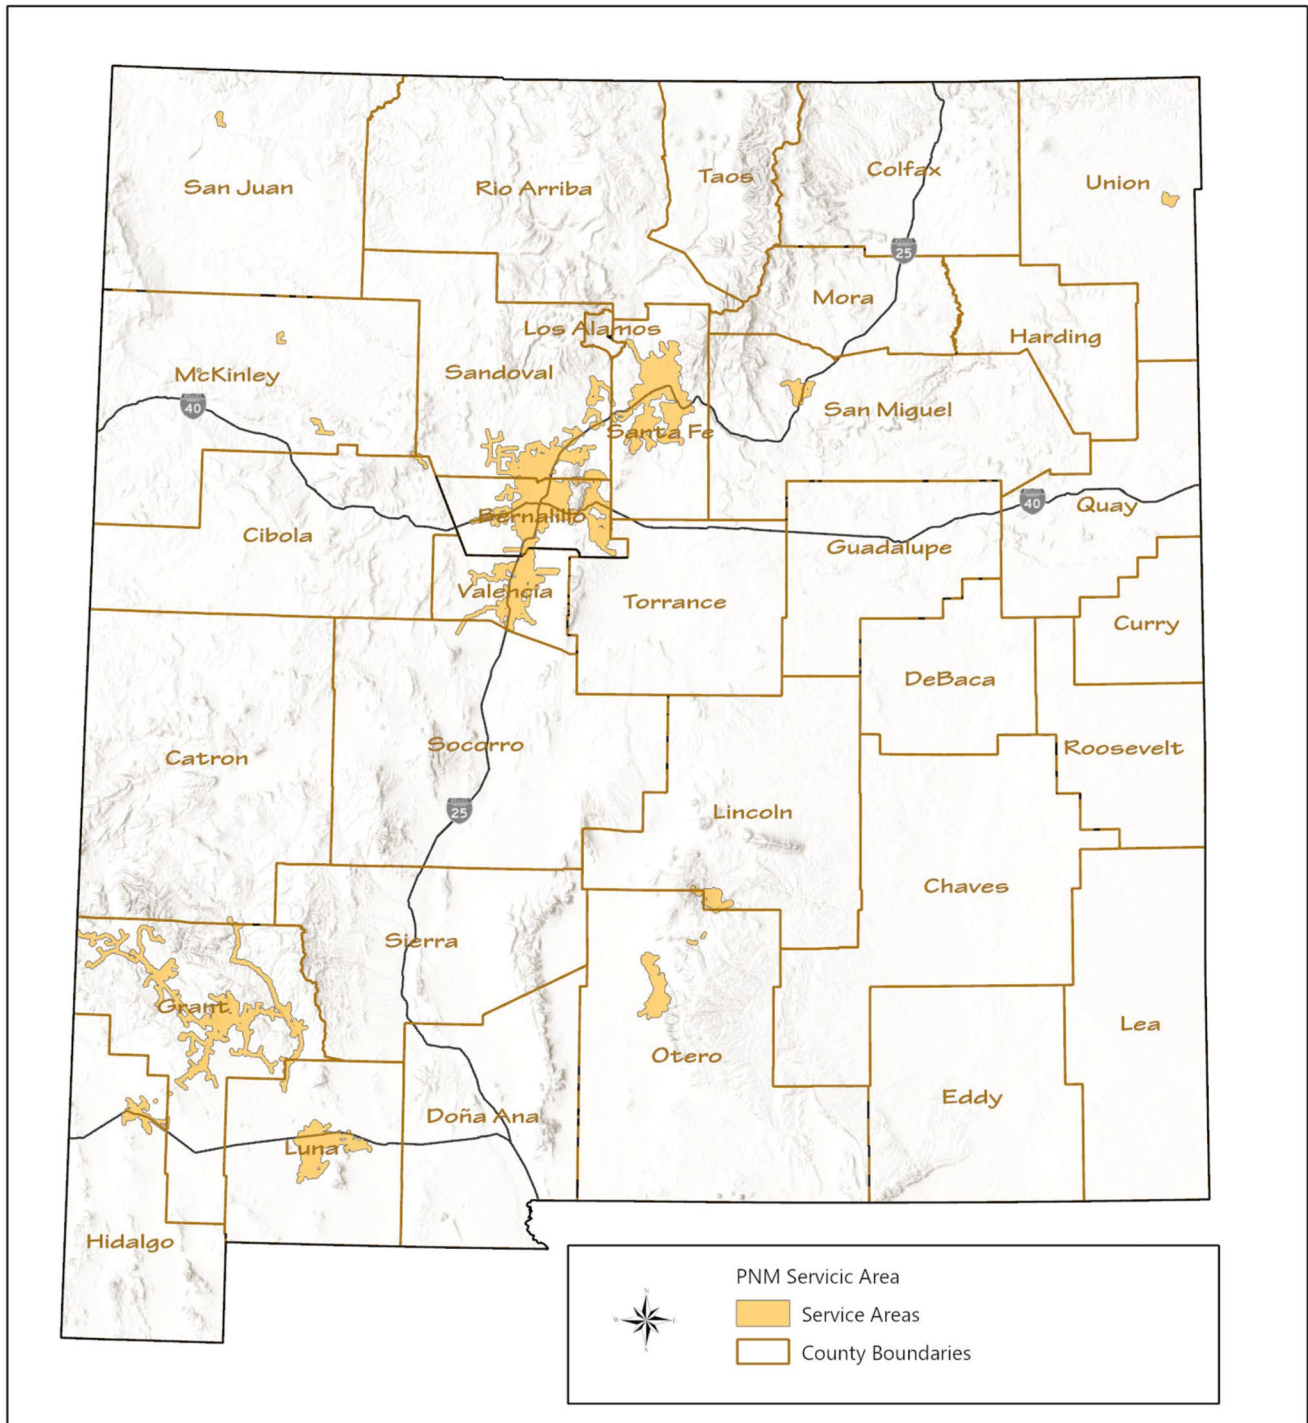 San Juan
Rio Arriba
Taos
Colfax
Union
25
Mora
Los Alamos
Harding
McKinley
Sandoval
40
San Miguel
Santa Fe
40
Quay
Bernalillo
Cibola
Guadalupe
Valencia
Torrance
Curry
DeBaca
Socorro
Roosevelt
Catron
25
Lincoln
Chaves
Sierra
Grant
Lea
Otero
Eddy
Doña Ana
Luna
Hidalgo
PNM Servicic Area
Service Areas
County Boundaries